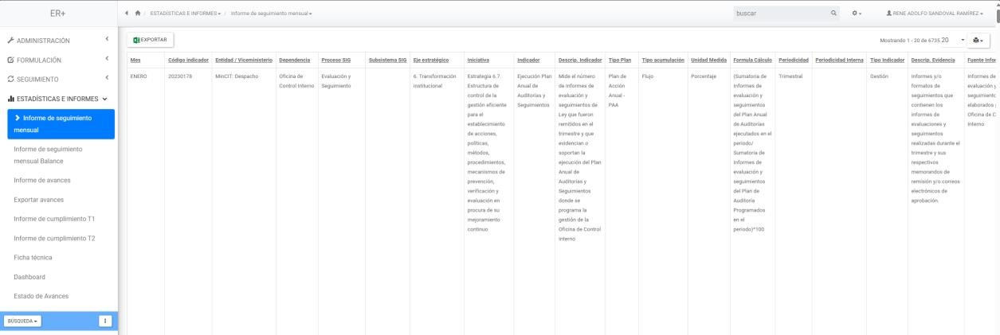 ER+
ESTADÍSTICAS E INFORMES / Informe de seguimiento mensual
buscar
RENE ADOLFO SANDOVAL RAMÍREZ
ADMINISTRACIÓN
FORMULACIÓN
SEGUIMIENTO
ESTADÍSTICAS E INFORMES
Informe de seguimiento
mensual
Informe de seguimiento
mensual Balance
Informe de avances
Exportar avances
Informe de cumplimiento T1
Informe de cumplimiento T2
Ficha técnica
Dashboard
Estado de Avances
BÚSQUEDA
EXPORTAR
Mostrando 1 - 20 de 6735 20
Mes
Código indicador
Entidad / Viceministerio
Dependencia
Proceso SIG
Subsistema SIG
Eje estratégico
Iniciativa
Indicador
Descrip. Indicador
Tipo Plan
Tipo acumulación
Unidad Medida
Formula Cálculo
Periodicidad
Periodicidad Interna
Tipo Indicador
Descrip. Evidencia
Fuente Infor
ENERO
20230178
MinCIT: Despacho
Oficina de
Control Interno
Evaluación y
Seguimiento
6. Transformación
institucional
Estrategia 6.7.
Estructura de
control de la
gestión eficiente
para el
establecimiento
de acciones,
políticas,
métodos,
procedimientos,
mecanismos de
prevención,
verificación y
evaluación en
procura de su
mejoramiento
continuo
Ejecución Plan
Anual de
Auditorías y
Seguimientos
Mide el número
de informes de
evaluación y
seguimientos de
Ley que fueron
remitidos en el
trimestre y que
evidencian o
soportan la
ejecución del Plan
Anual de
Auditorías y
Seguimientos
donde se
programa la
gestión de la
Oficina de Control
Interno
Plan de
Acción
Anual -
PAA
Flujo
Porcentaje
(Sumatoria de
informes de
evaluación y
seguimientos
del Plan Anual
de Auditorías
ejecutados en el
periodo/
Sumatoria de
informes de
evaluación y
seguimientos
del Plan de
Auditoría
Programados
en el
periodo)*100
Trimestral
Gestión
Informes y/o
formatos de
seguimientos que
contienen los
informes de
evaluaciones y
seguimientos
realizadas durante el
trimestre y sus
respectivos
memorandos de
remisión y/o correos
electrónicos de
aprobación.
Informes de
evaluación y
seguimiento
elaborados
Oficina de C
Interno